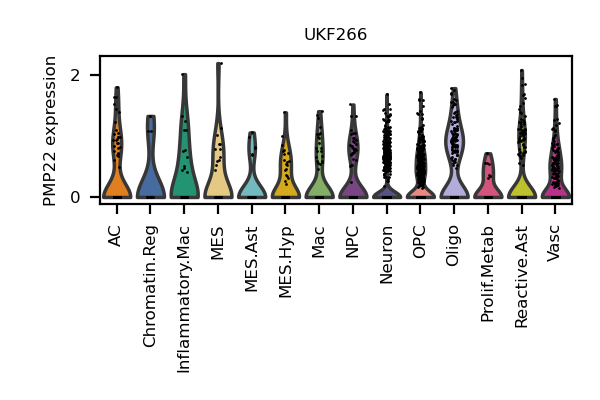 UKF266
PMP22 expression
2
0
AC
Chromatin.Reg
Inflammatory.Mac
MES
MES.Ast
MES.Hyp
Mac
NPC
Neuron
OPC
Oligo
Prolif.Metab
Reactive.Ast
Vasc